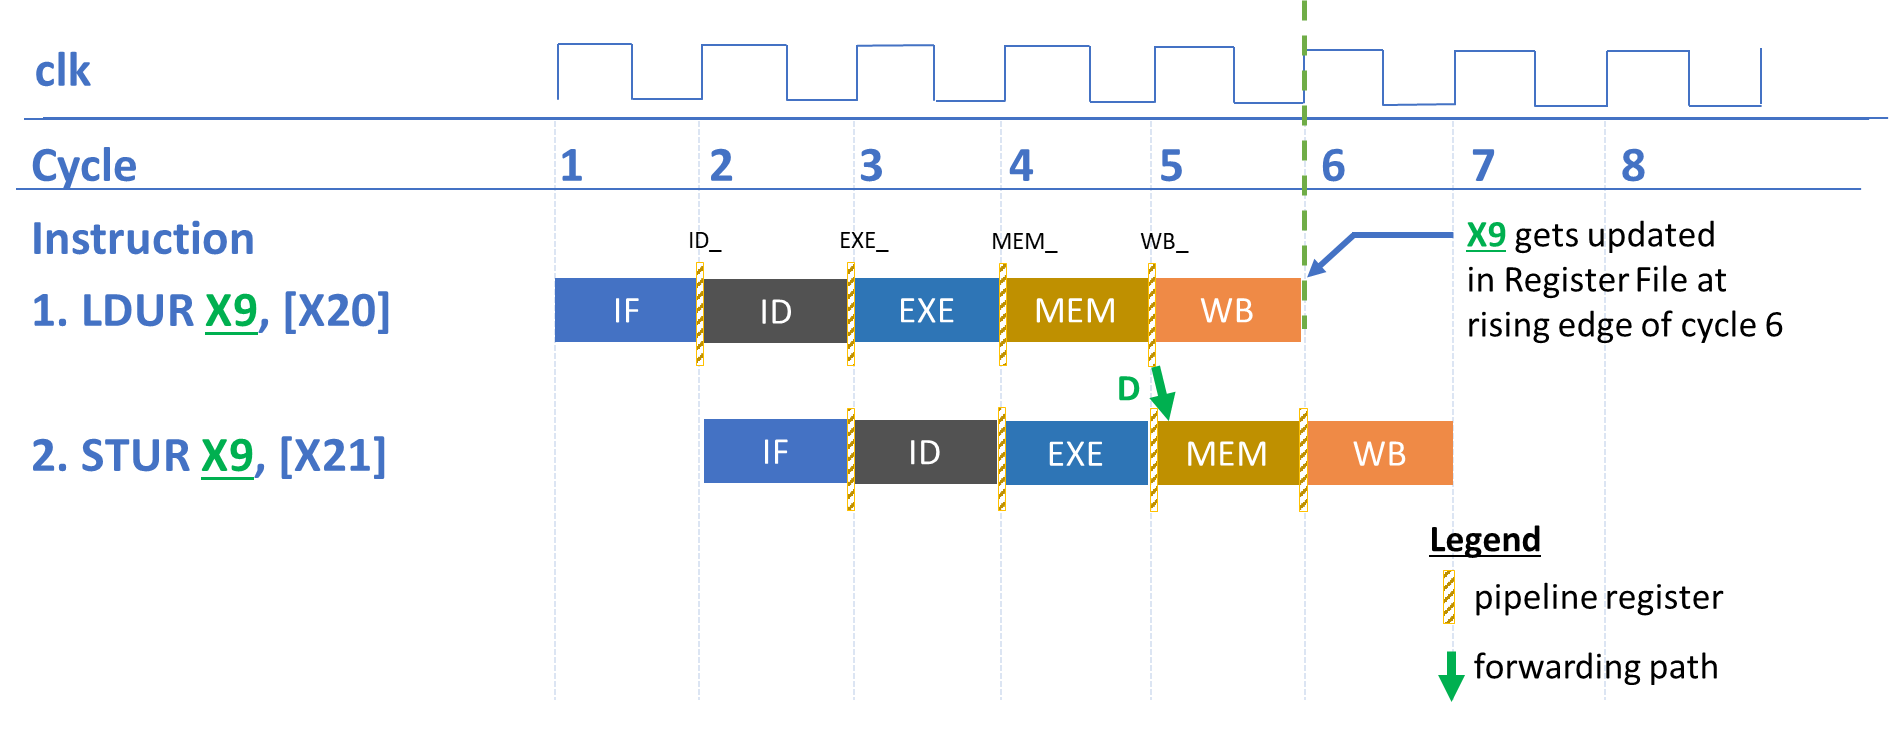 clk
Cycle 1 2 3 4 5 6 7 8
Instruction
ID_ EXE_ MEM_ WB_
X9 gets updated
in Register File at
rising edge of cycle 6
1. LDUR X9, [X20]
IF ID EXE MEM WB
D
2. STUR X9, [X21]
IF ID EXE MEM WB
Legend
pipeline register
forwarding path